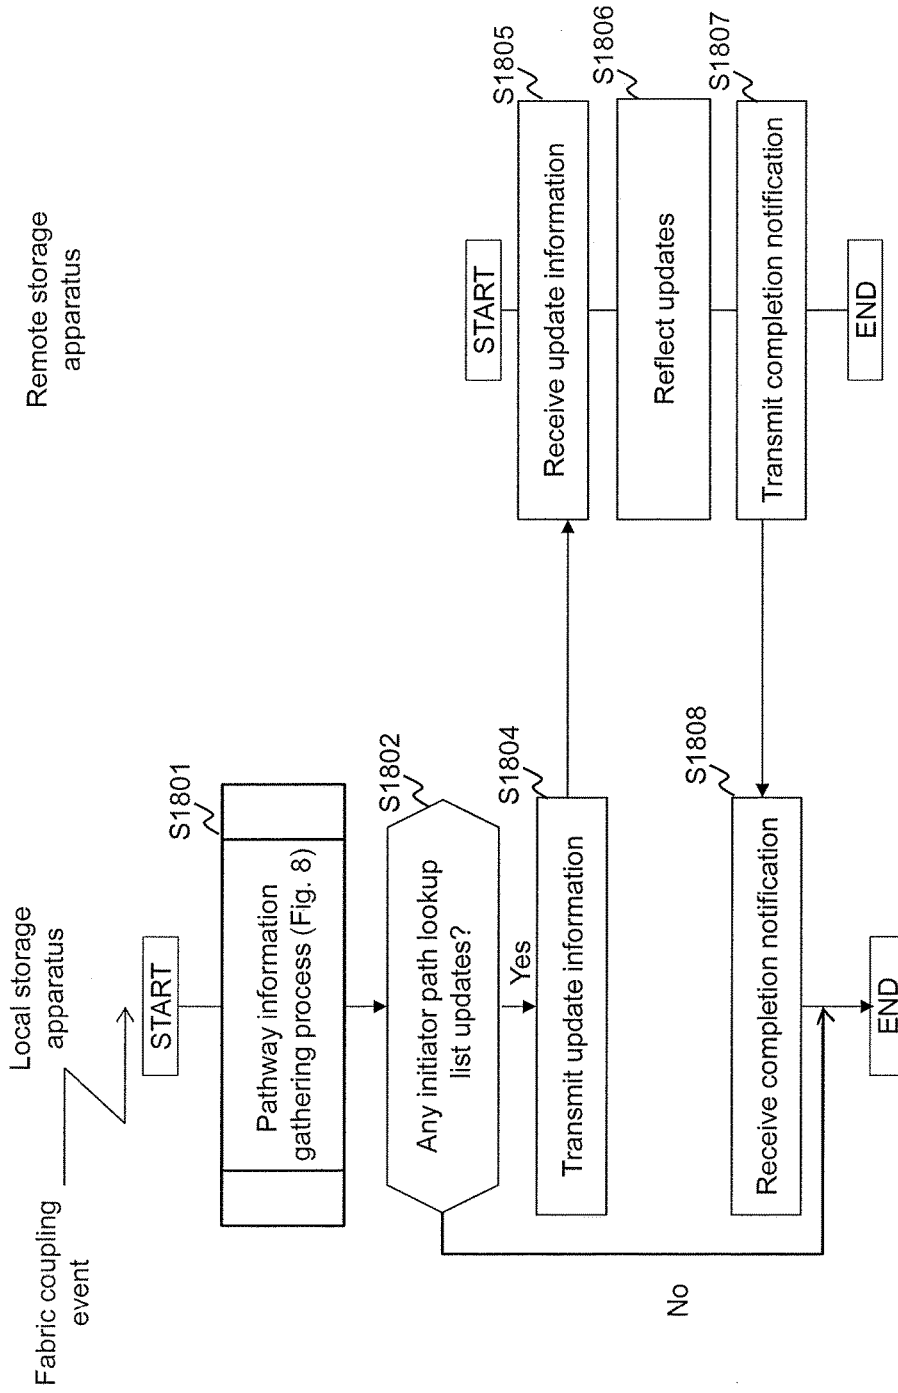 Fabric coupling
event
Local storage
apparatus
Remote storage
apparatus
START
S1801
Pathway information
gathering process (Fig. 8)
S1802
Any initiator path lookup
list updates?
Yes
No
S1804
Transmit update information
START
S1805
Receive update information
S1806
Reflect updates
S1807
Transmit completion notification
END
S1808
Receive completion notification
END